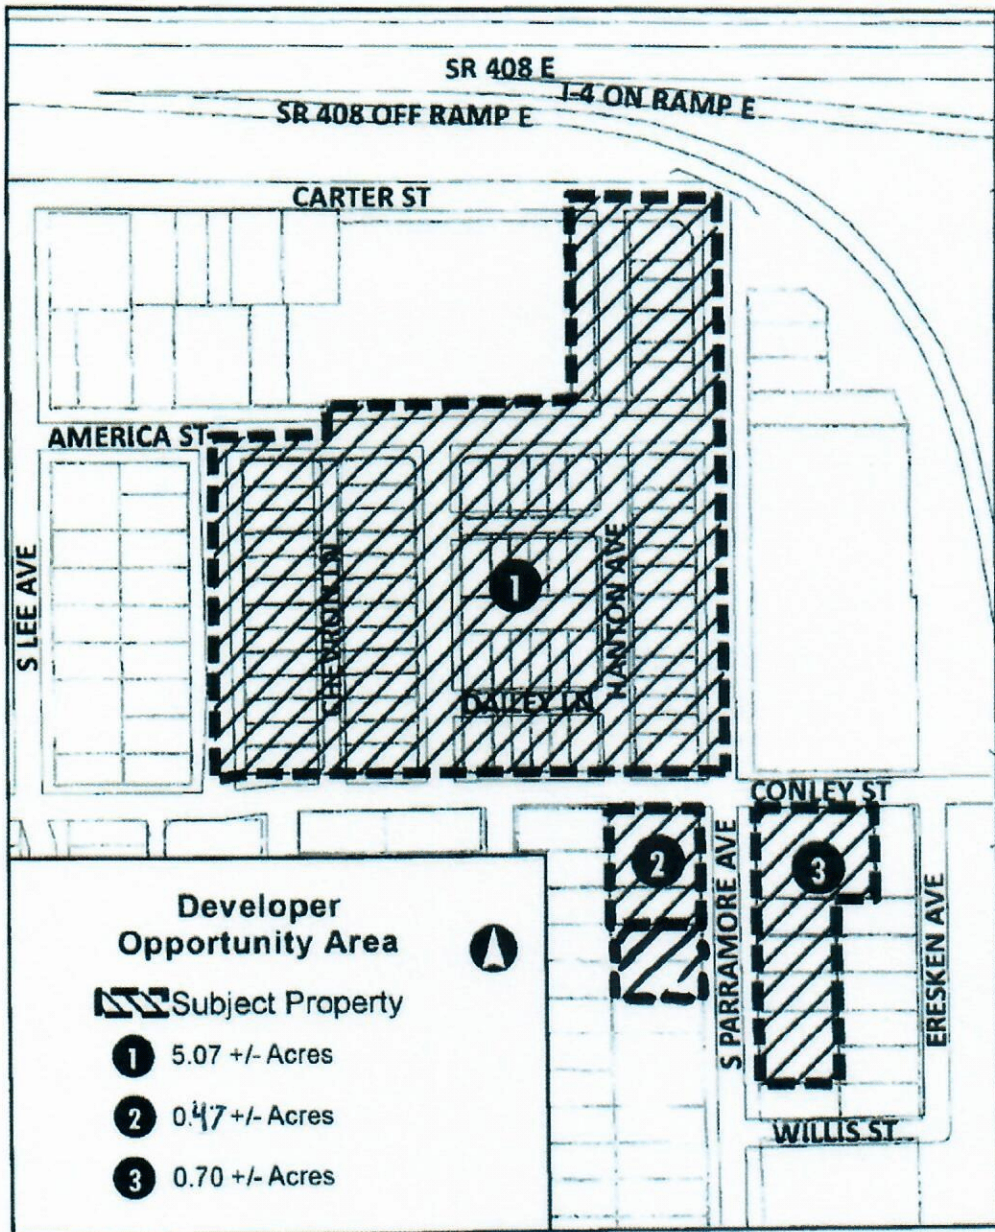 SR 408 E
I-4 ON RAMP E
SR 408 OFF RAMP E
CARTER ST
AMERICA ST
S LEE AVE
CHEVRON LN
1
HANTON AVE
DAILEY LN
CONLEY ST
2
S PARRAMORE AVE
3
ERESKEN AVE
WILLIS ST
Developer
Opportunity Area
Subject Property
1 5.07 +/- Acres
2 0.47 +/- Acres
3 0.70 +/- Acres